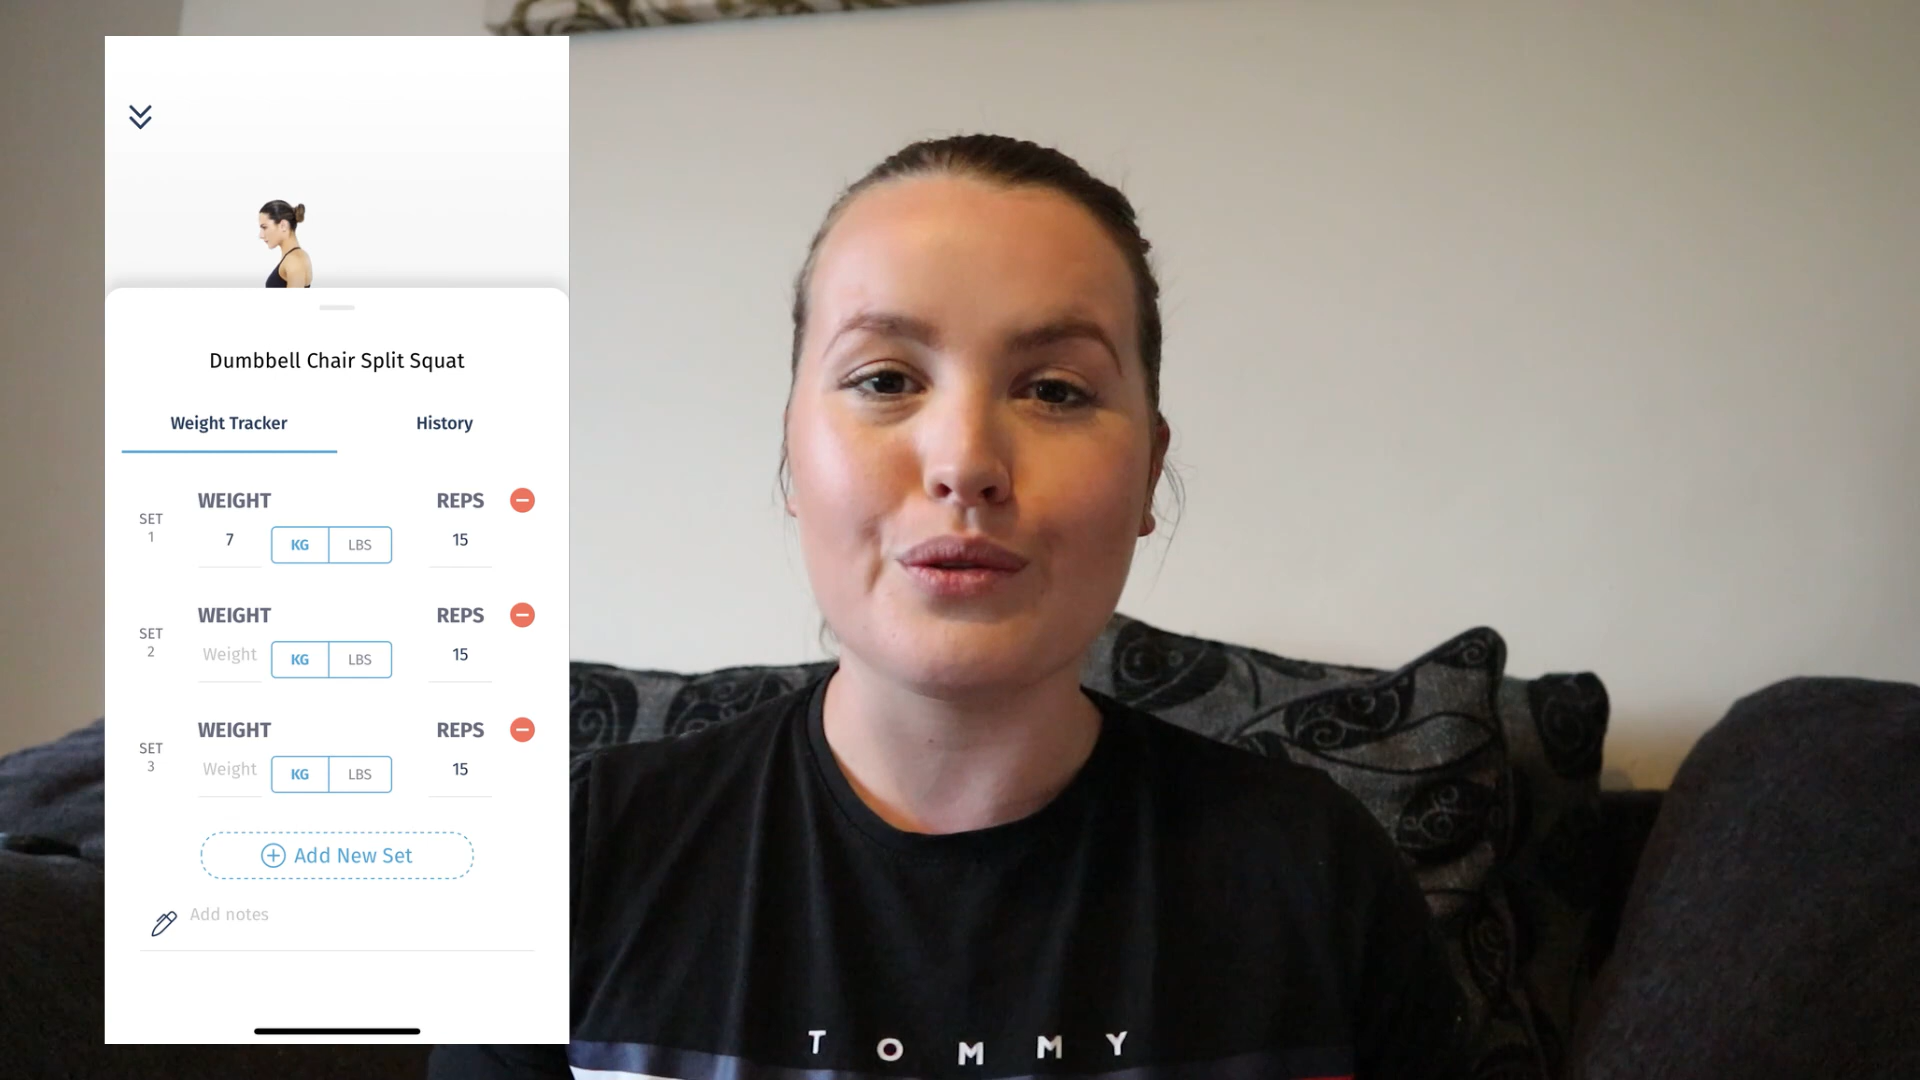 Dumbbell Chair Split Squat
Weight Tracker History
WEIGHT REPS
SET
1
7 KG LBS 15
WEIGHT REPS
SET
2
Weight KG LBS 15
WEIGHT REPS
SET
3
Weight KG LBS 15
Add New Set
Add notes
TOMMY